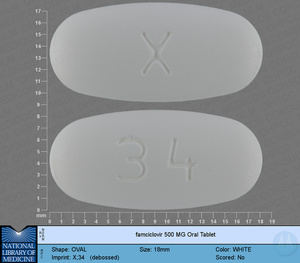 17
16
15
14
13
12
11
10
9
8
7
6
5
4
3
2
1
0
X
34
mm 0 1 2 3 4 5 6 7 8 9 10 11 12 13 14 15 16 17 18 19
famciclovir 500 MG Oral Tablet
Shape: OVAL Size: 18mm Color: WHITE
Imprint: X;34 (debossed) Scored: No
NATIONAL
LIBRARY OF
MEDICINE